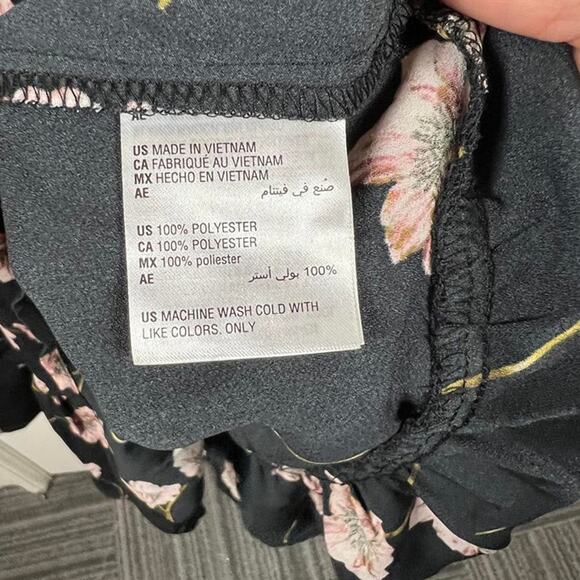 AE
US MADE IN VIETNAM
CA FABRIQUÉ AU VIETNAM
MX HECHO EN VIETNAM
AE صُنع في فيتنام
US 100% POLYESTER
CA 100% POLYESTER
MX 100% poliester
AE 100% بولي أستر
US MACHINE WASH COLD WITH
LIKE COLORS. ONLY